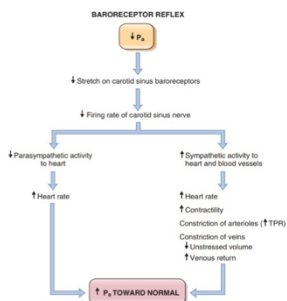 BARORECEPTOR REFLEX
↓ Pa
↓ Stretch on carotid sinus baroreceptors
↓ Firing rate of carotid sinus nerve
↓ Parasympathetic activity
to heart
↑ Heart rate
↑ Sympathetic activity to
heart and blood vessels
↑ Heart rate
↑ Contractility
Constriction of arterioles (↑ TPR)
Constriction of veins
↓ Unstressed volume
↑ Venous return
↑ Pa TOWARD NORMAL